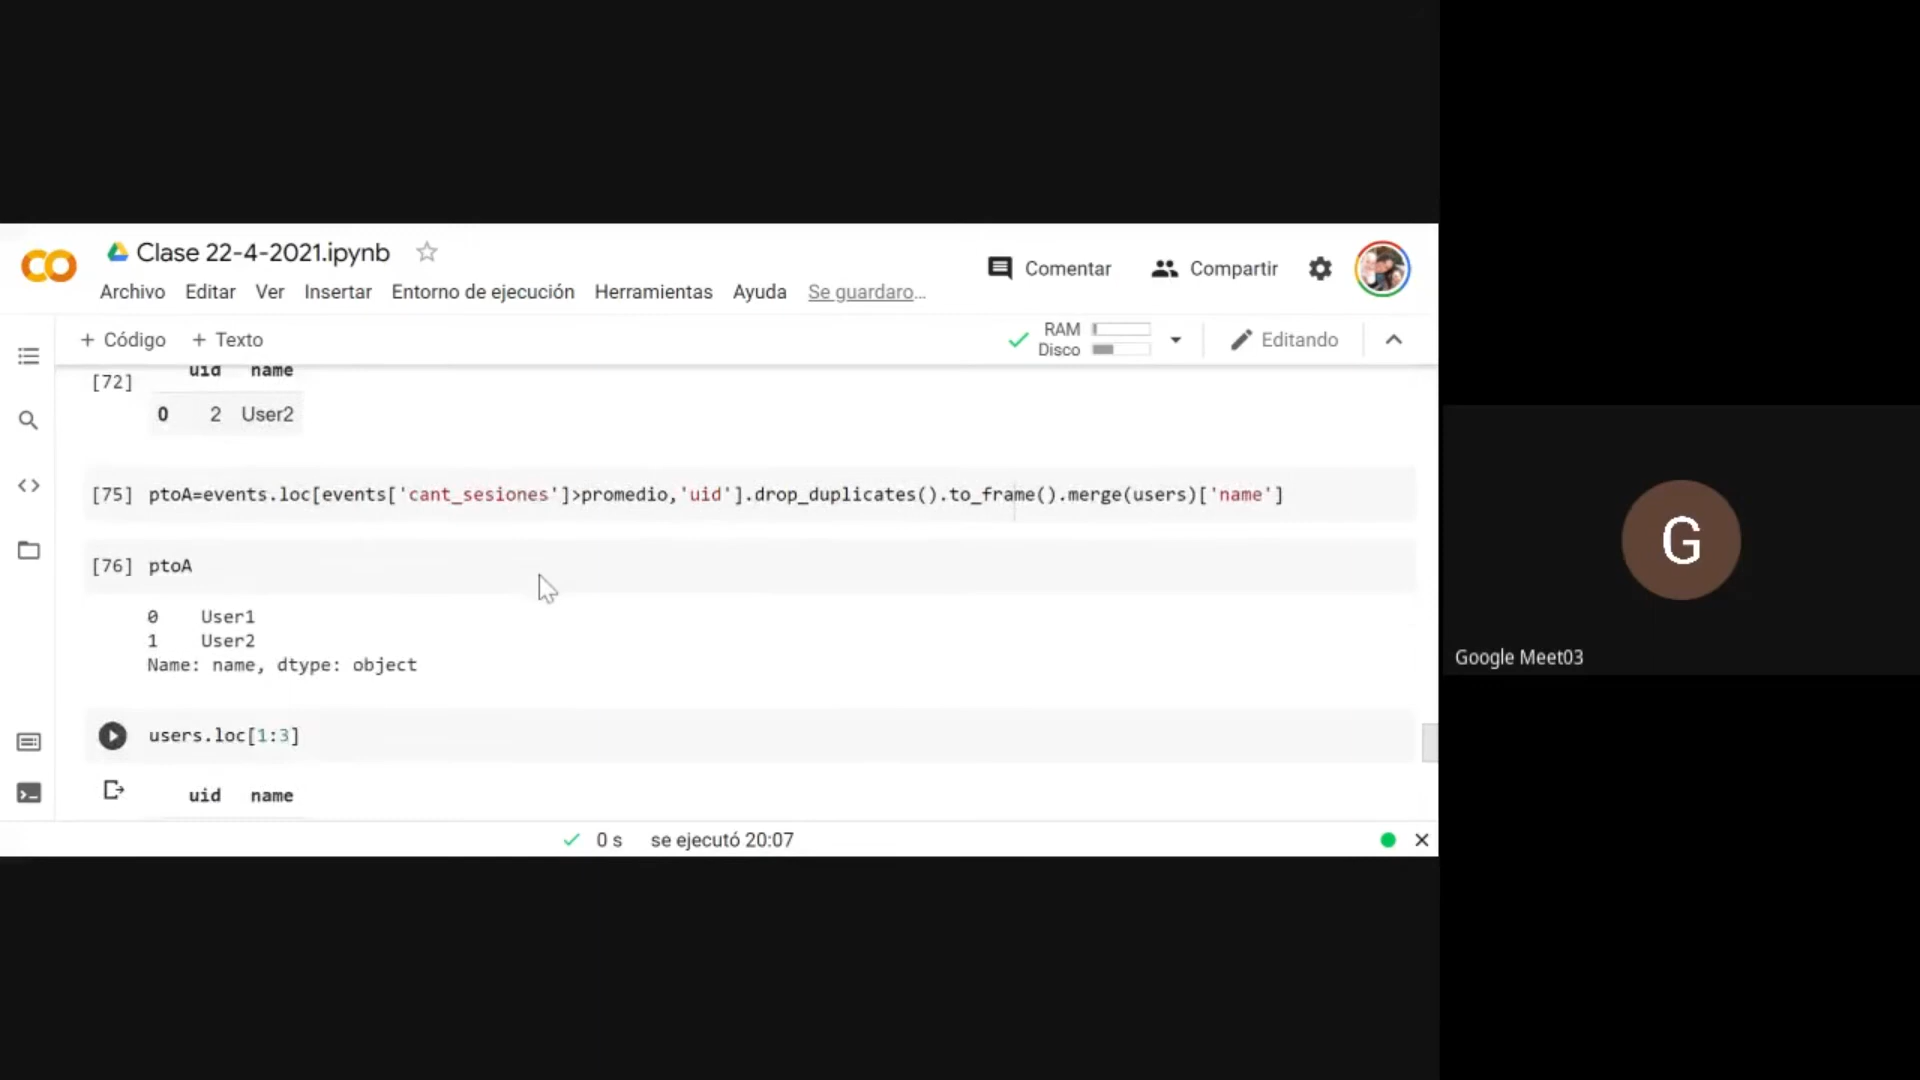 Clase 22-4-2021.ipynb
Comentar
Compartir
Archivo Editar Ver Insertar Entorno de ejecución Herramientas Ayuda Se guardaro…
+ Código + Texto
RAM
Disco
Editando
uid name
[72]
0 2 User2
[75] ptoA=events.loc[events['cant_sesiones']>promedio,'uid'].drop_duplicates().to_frame().merge(users)['name']
[76] ptoA
0 User1
1 User2
Name: name, dtype: object
users.loc[1:3]
uid name
0 s se ejecutó 20:07
G
Google Meet03